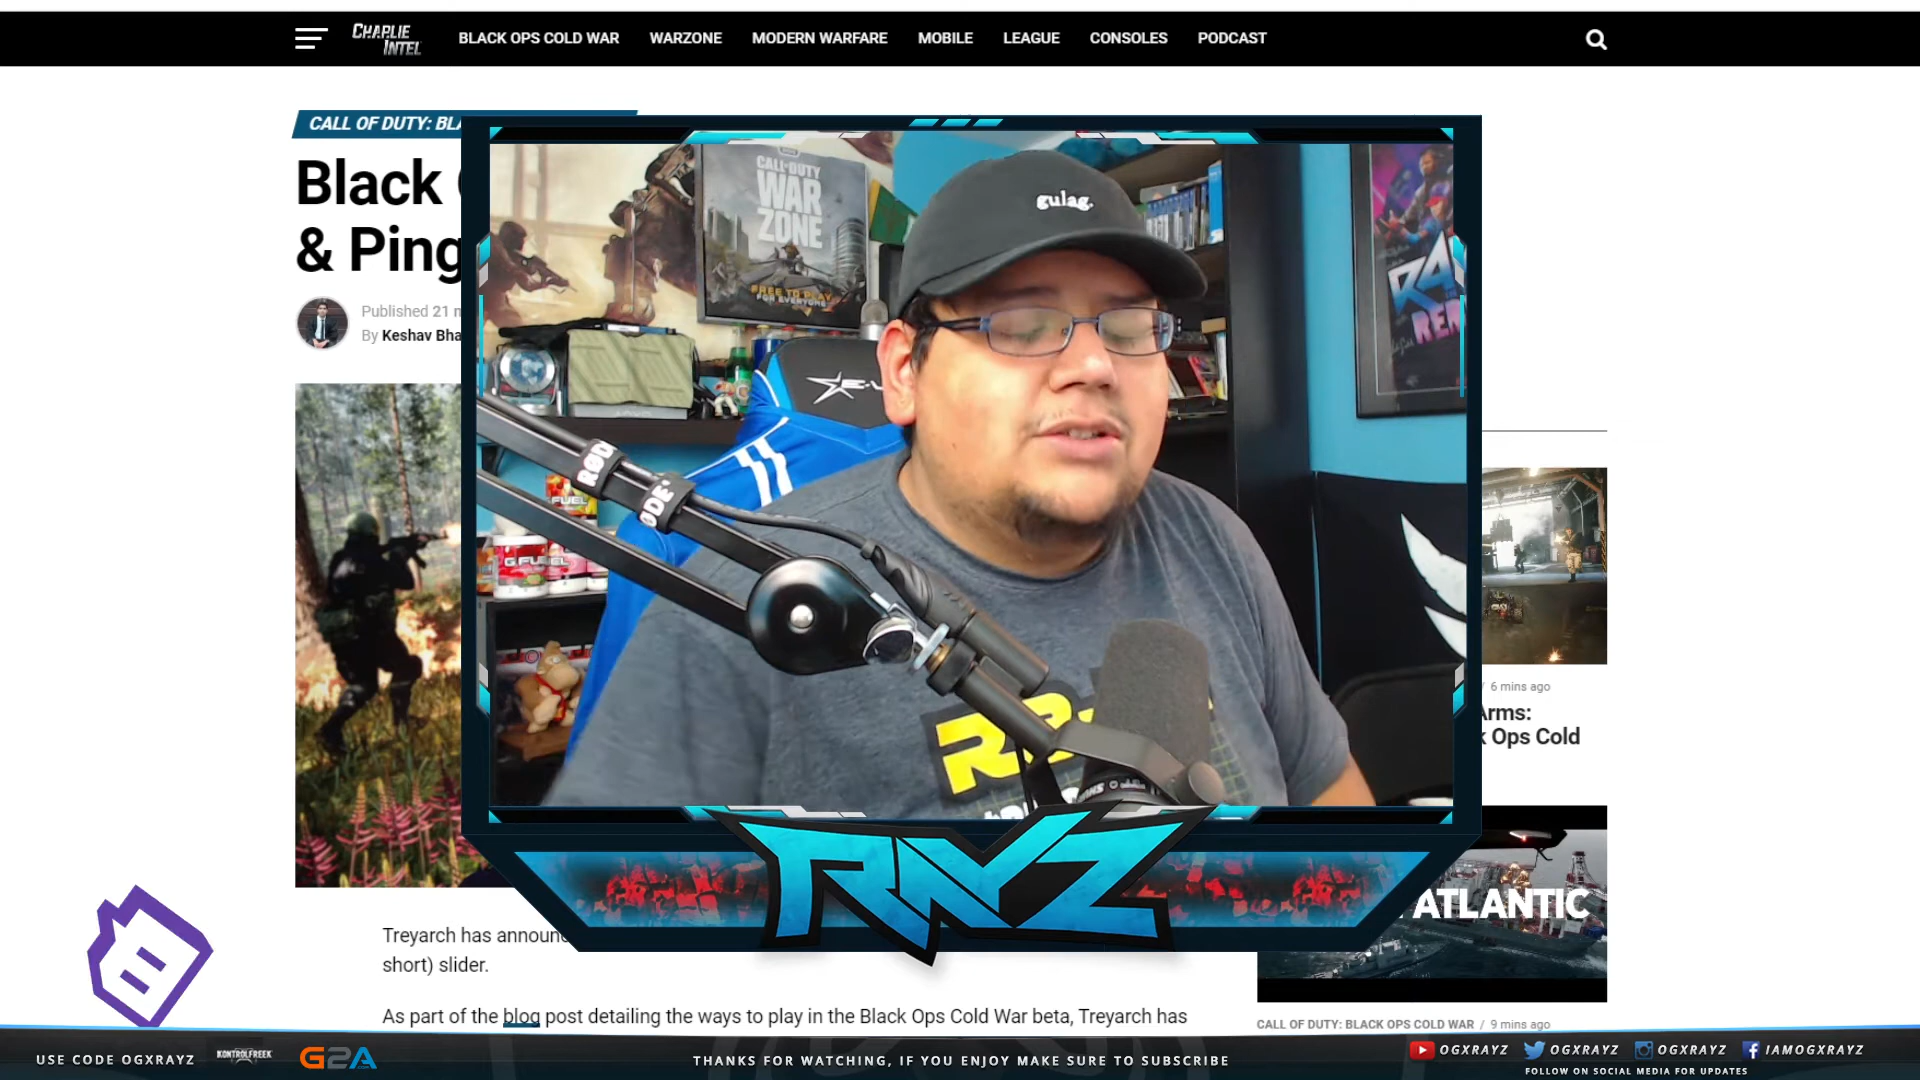 CHARLIE
INTEL
BLACK OPS COLD WAR
WARZONE
MODERN WARFARE
MOBILE
LEAGUE
CONSOLES
PODCAST
CALL OF DUTY:
Black
& Ping
Published 21
By Keshav
CALL OF DUTY
WAR
ZONE
FREE TO PLAY
FOR EVERYONE
gulag.
RØDE
G FUEL
/ 6 mins ago
Arms:
Ops Cold
RAYZ
ATLANTIC
Treyarch has
short) slider.
As part of the blog post detailing the ways to play in the Black Ops Cold War beta, Treyarch has
CALL OF DUTY: BLACK OPS COLD WAR / 9 mins ago
USE CODE OGXRAYZ
KONTROLFREEK
G2A
THANKS FOR WATCHING, IF YOU ENJOY MAKE SURE TO SUBSCRIBE
OGXRAYZ
OGXRAYZ
OGXRAYZ
IAMOGXRAYZ
FOLLOW ON SOCIAL MEDIA FOR UPDATES